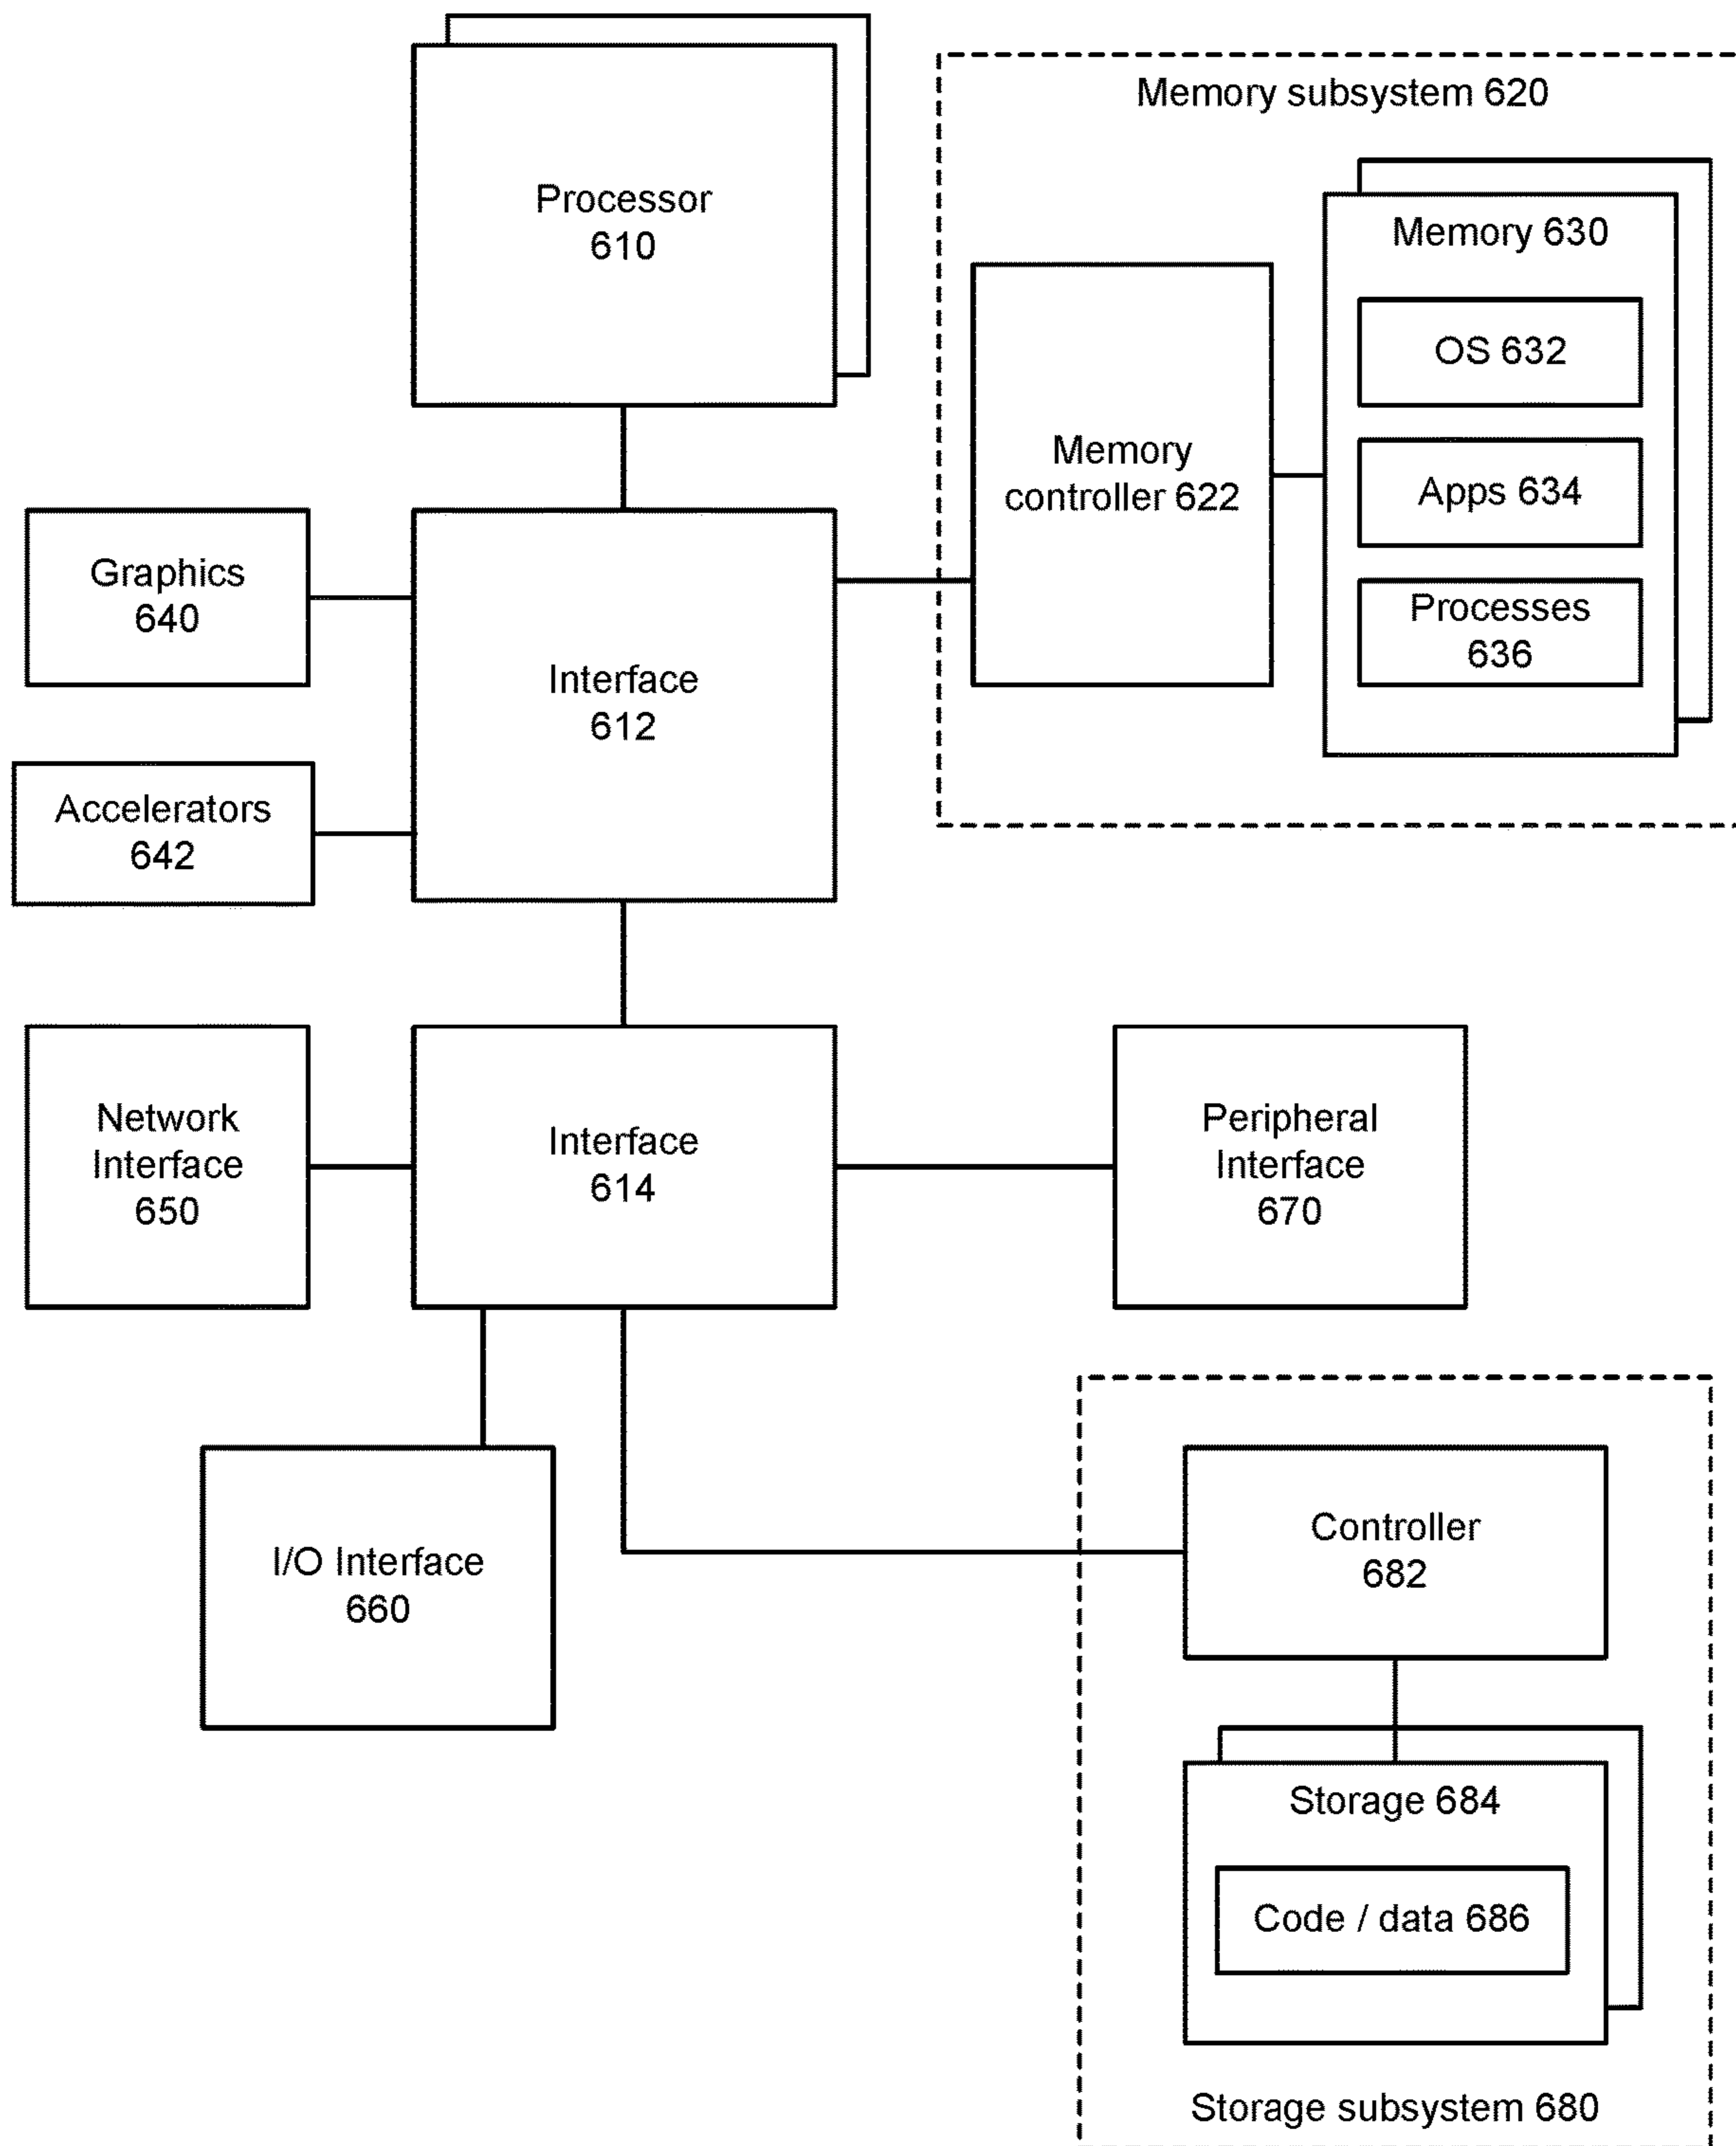 Processor
610
Memory subsystem 620
Memory 630
OS 632
Memory
controller 622
Apps 634
Processes
636
Graphics
640
Interface
612
Accelerators
642
Network
Interface
650
Interface
614
Peripheral
Interface
670
I/O Interface
660
Controller
682
Storage 684
Code / data 686
Storage subsystem 680